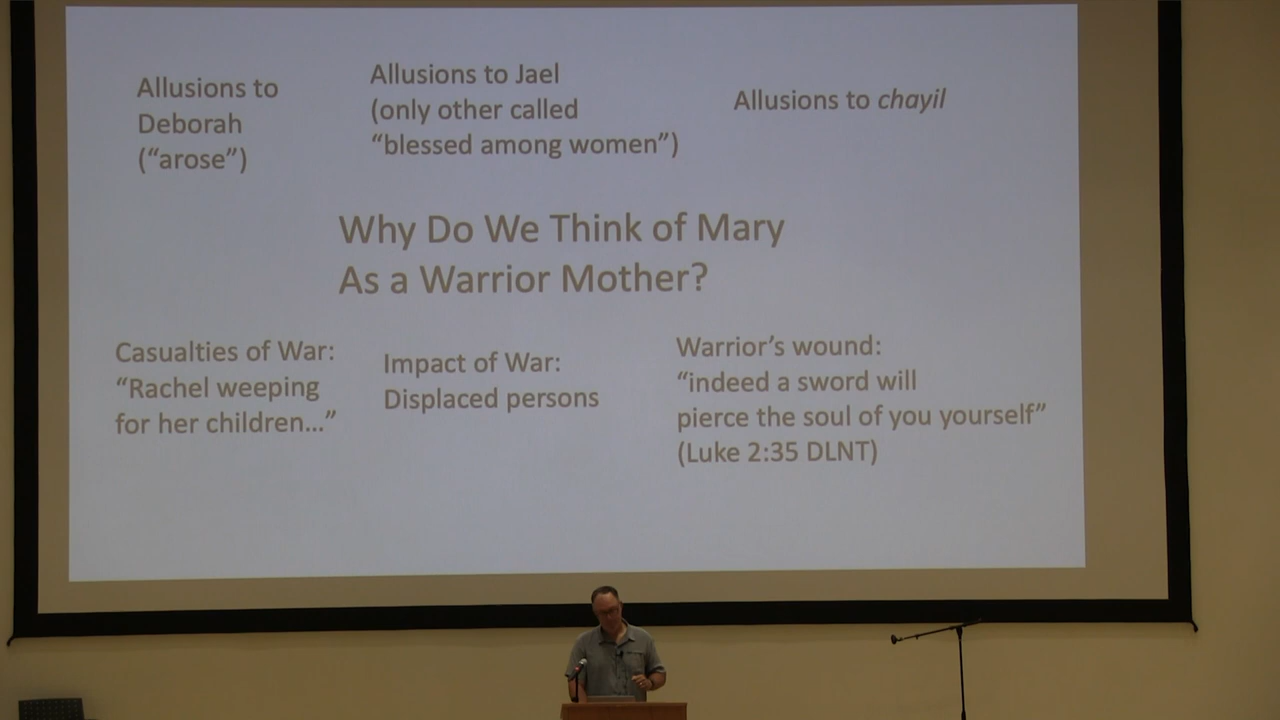 Allusions to
Deborah
(“arose”)
Allusions to Jael
(only other called
“blessed among women”)
Allusions to chayil
Why Do We Think of Mary
As a Warrior Mother?
Casualties of War:
“Rachel weeping
for her children...”
Impact of War:
Displaced persons
Warrior’s wound:
“indeed a sword will
pierce the soul of you yourself”
(Luke 2:35 DLNT)